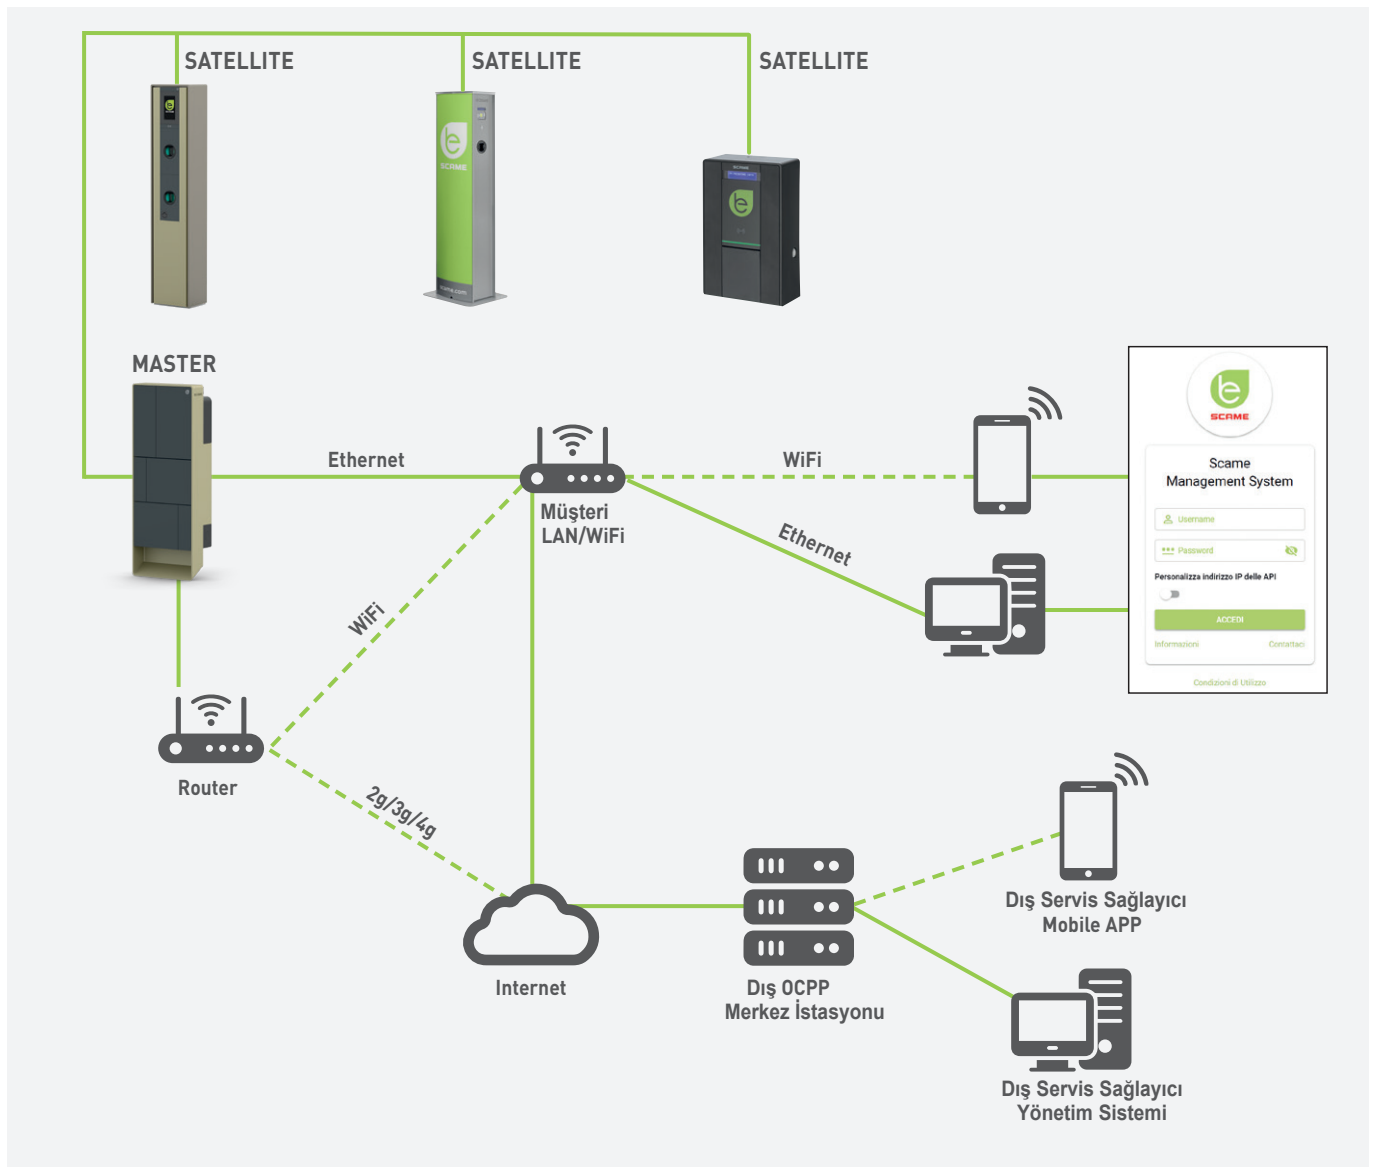 SATELLITE
SATELLITE
SATELLITE
SCAME
SCAME
MASTER
Ethernet
WiFi
Müşteri
LAN/WiFi
Ethernet
WiFi
SCAME
Scame
Management System
Username
Password
Personalizza indirizzo IP delle API
ACCEDI
Informazioni
Contattaci
Condizioni di Utilizzo
Router
2g/3g/4g
Internet
Dış OCPP
Merkez İstasyonu
Dış Servis Sağlayıcı
Mobile APP
Dış Servis Sağlayıcı
Yönetim Sistemi